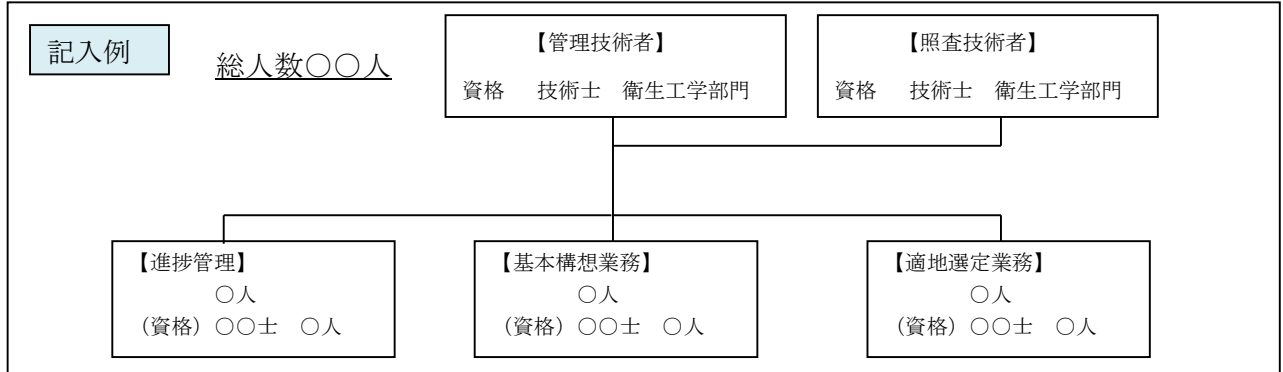 記入例
総人数○○人
【管理技術者】
資格 技術士 衛生工学部門
【照査技術者】
資格 技術士 衛生工学部門
【進捗管理】
○人
(資格)○○士 ○人
【基本構想業務】
○人
(資格)○○士 ○人
【適地選定業務】
○人
(資格)○○士 ○人